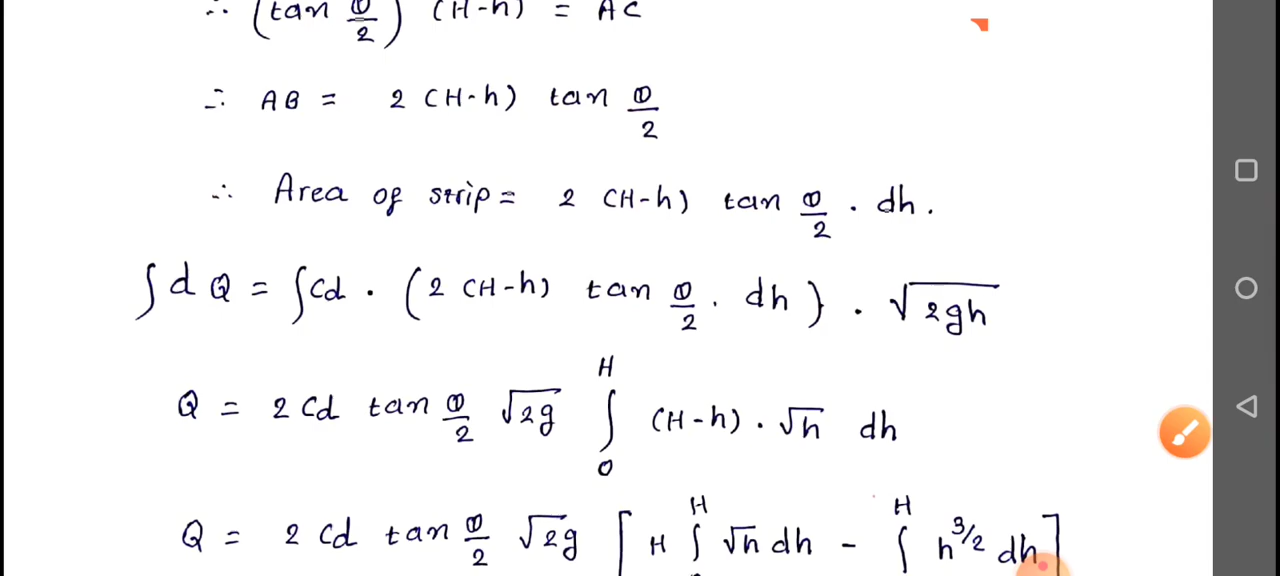 ∴ (tan Θ/2) (H-h) = AC
∴ AB = 2 (H-h) tan Θ/2
∴ Area of strip = 2 (H-h) tan Θ/2 . dh.
∫dQ = ∫Cd . (2 (H-h) tan Θ/2 . dh} . √2gh
Q = 2 Cd tan Θ/2 √2g ∫₀ᴴ (H-h) . √h dh
Q = 2 Cd tan Θ/2 √2g [H ∫₀ᴴ √h dh - ∫ᴴ h^3/2 dh]